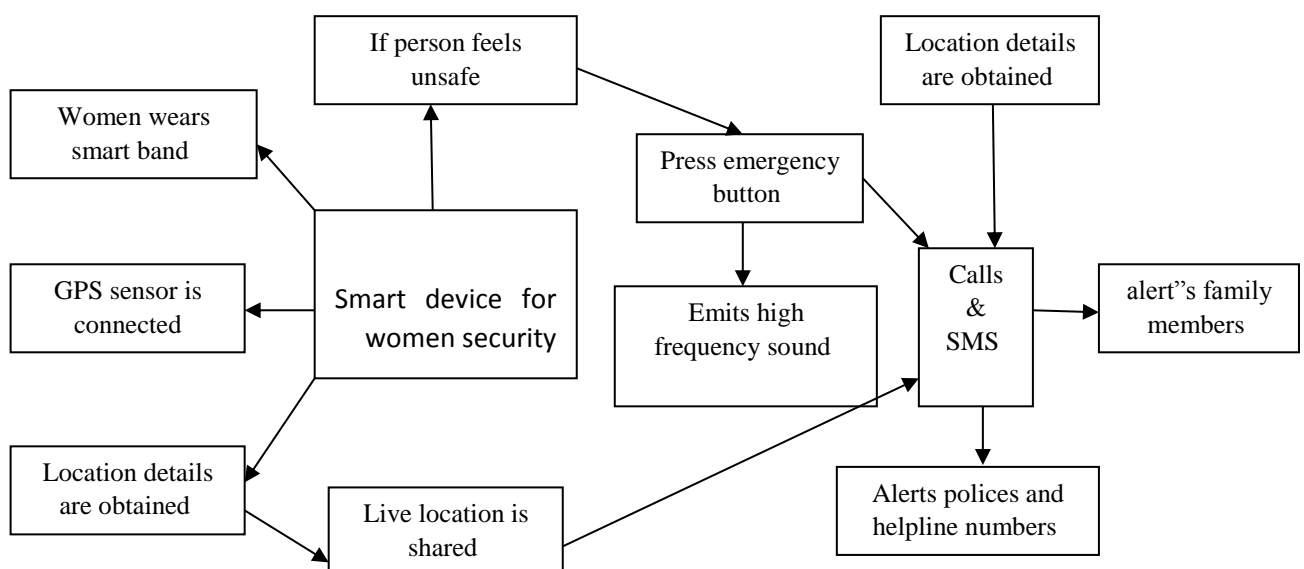 If person feels
unsafe
Location details
are obtained
Women wears
smart band
Press emergency
button
GPS sensor is
connected
Smart device for
women security
Emits high
frequency sound
Calls
&
SMS
alert”s family
members
Location details
are obtained
Live location is
shared
Alerts polices and
helpline numbers